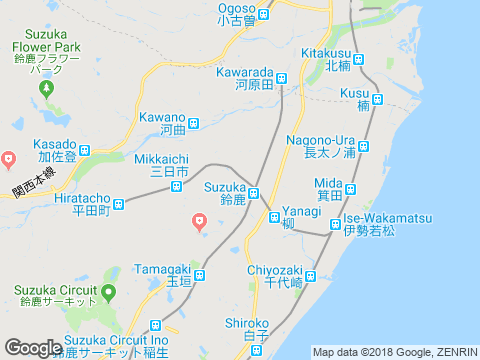 Ogoso
小古曽
Suzuka
Flower Park
鈴鹿フラワー
パーク
Kitakusu
北楠
Kawarada
河原田
Kusu
楠
Kawano
河曲
Kasado
加佐登
Nagono-Ura
長太ノ浦
Mikkaichi
三日市
関西本線
Hiratacho
平田町
Suzuka
鈴鹿
Mida
箕田
Yanagi
柳
Ise-Wakamatsu
伊勢若松
Tamagaki
玉垣
Chiyozaki
千代崎
Suzuka Circuit
鈴鹿サーキット
Suzuka Circuit Ino
鈴鹿サーキット稲生
Shiroko
白子
Google
Map data ©2018 Google, ZENRIN